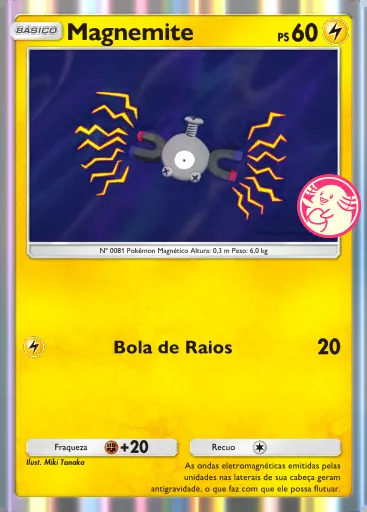 BÁSICO Magnemite PS 60
Nº 0081 Pokémon Magnético Altura: 0,3 m Peso: 6,0 kg
Bola de Raios 20
Fraqueza +20 Recuo
Ilust. Miki Tanaka
As ondas eletromagnéticas emitidas pelas
unidades nas laterais de sua cabeça geram
antigravidade, o que faz com que ele possa flutuar.